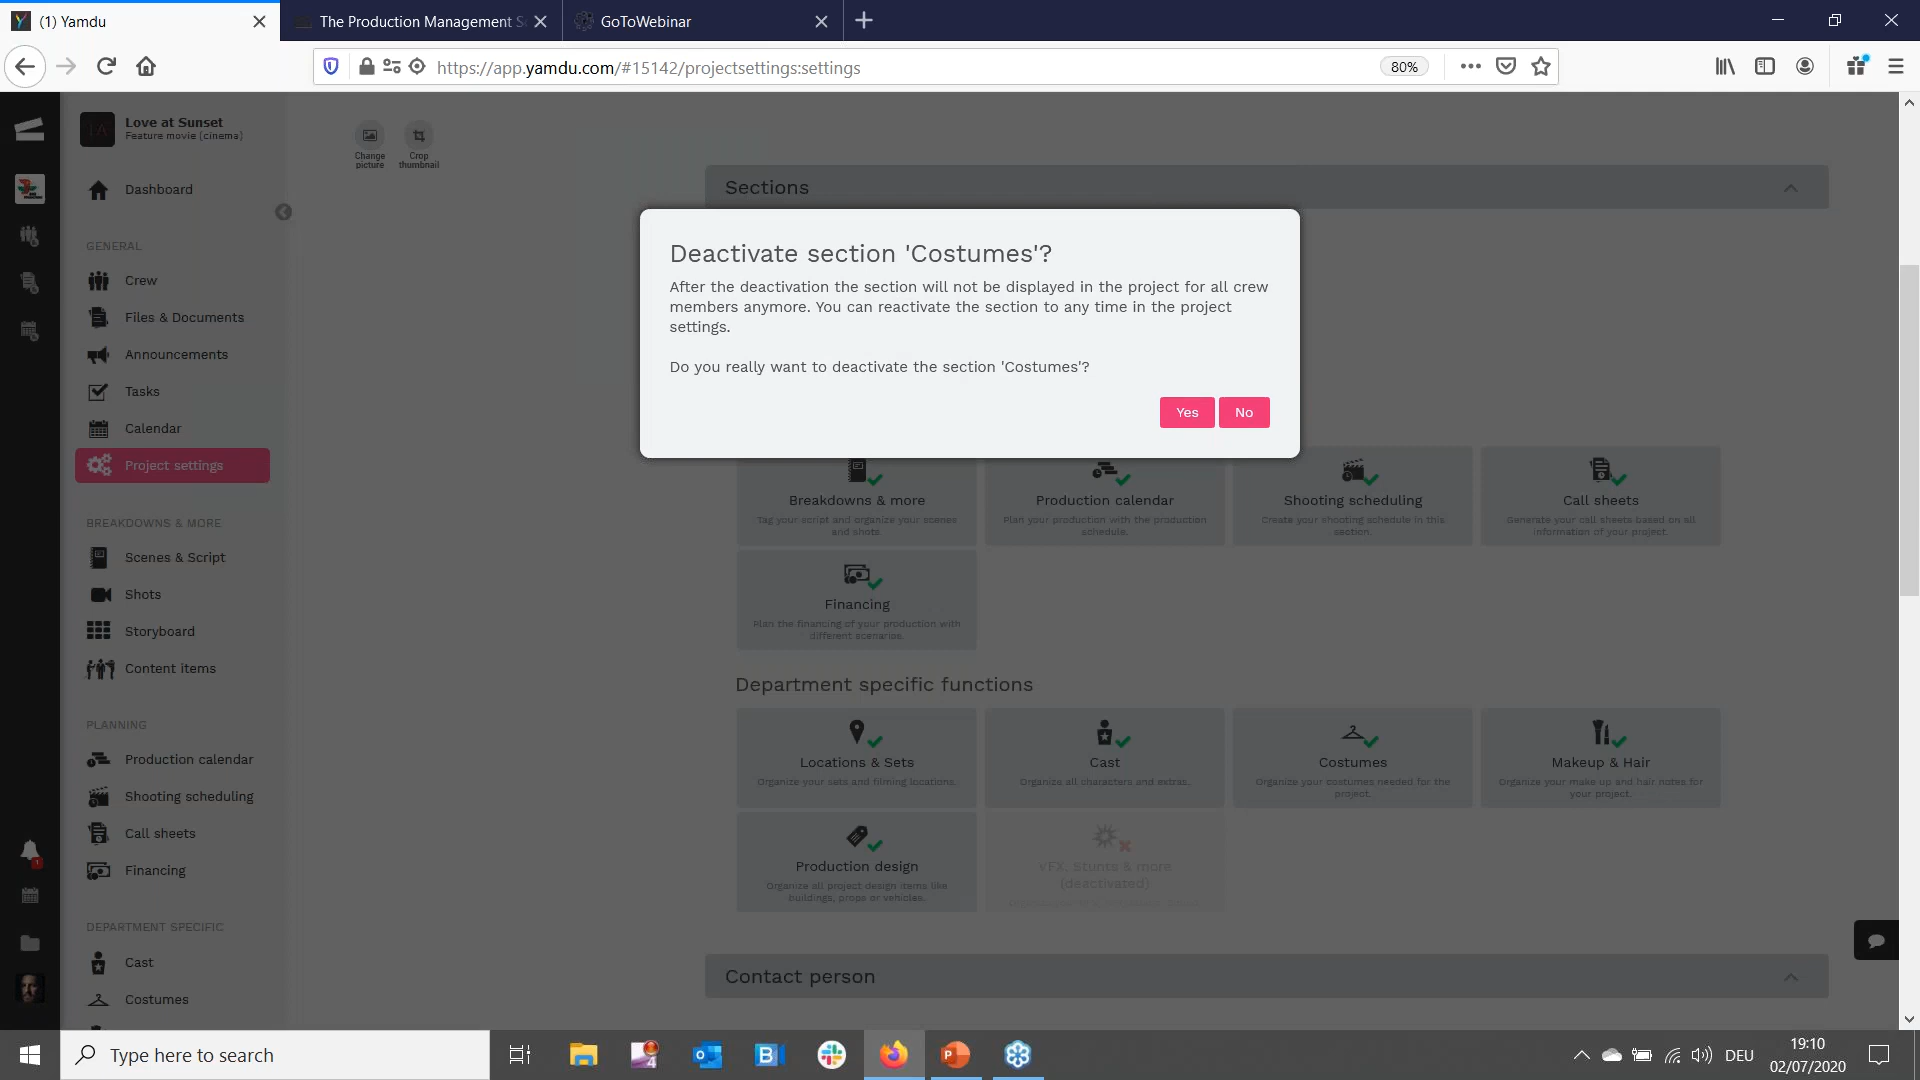 (1) Yamdu
The Production Management S
GoToWebinar
https://app.yamdu.com/#15142/projectsettings:settings
80%
Love at Sunset
Feature movie (cinema)
Dashboard
GENERAL
Crew
Files & Documents
Announcements
Tasks
Calendar
Project settings
BREAKDOWNS & MORE
Scenes & Script
Shots
Storyboard
Content items
PLANNING
Production calendar
Shooting scheduling
Call sheets
Financing
DEPARTMENT SPECIFIC
Cast
Costumes
Change
picture
Crop
thumbnail
Sections
Deactivate section 'Costumes'?
After the deactivation the section will not be displayed in the project for all crew
members anymore. You can reactivate the section to any time in the project
settings.
Do you really want to deactivate the section 'Costumes'?
Yes
No
Breakdowns & more
Tag your script and organize your scenes
and shots
Production calendar
Plan your production with the production
schedule.
Shooting scheduling
Create your shooting schedule in this
section.
Call sheets
Generate your call sheets based on all
information of your project.
Financing
Plan the financing of your production with
different scenarios.
Department specific functions
Locations & Sets
Organize your sets and filming locations.
Cast
Organize all characters and extras.
Costumes
Organize your costumes needed for the
project.
Makeup & Hair
Organize your make up and hair notes for
your project.
Production design
Organize all project design items like
buildings, props or vehicles.
VFX, Stunts & more
(deactivated)
Contact person
Type here to search
DEU
19:10
02/07/2020